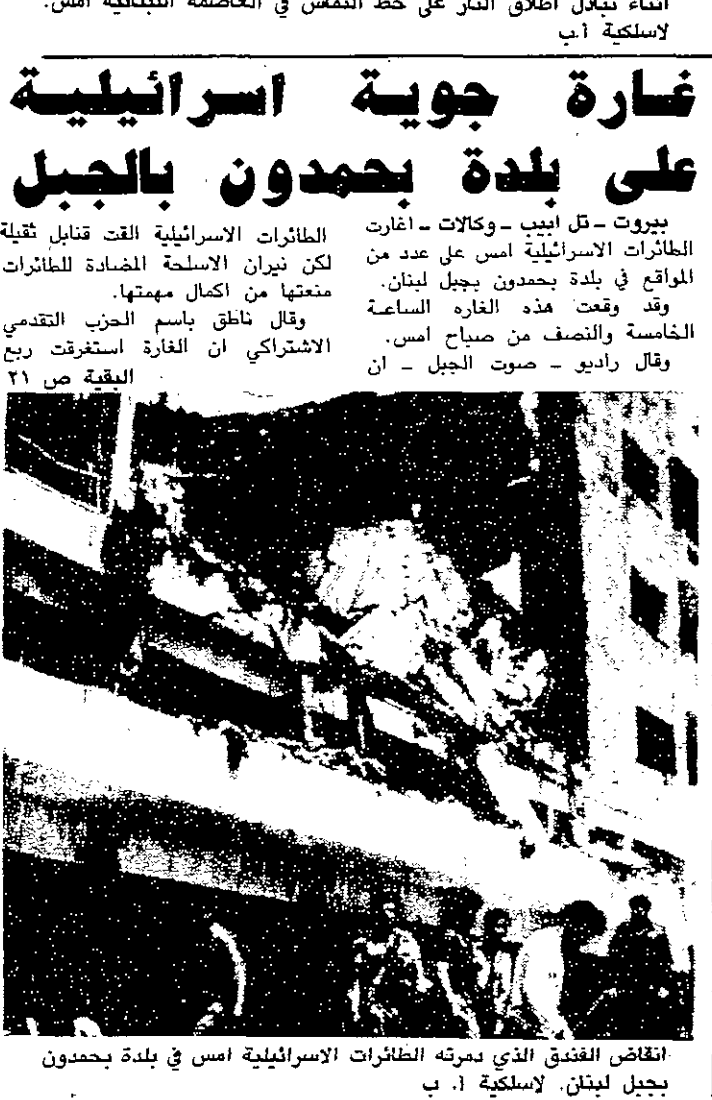 اثناء تبادل اطلاق النار على خط التماس في العاصمة اللبنانية امس.
لاسلكية أ.ب
غارة جوية اسرائيلية
على بلدة بحمدون بالجبل
بيروت ـ تل ابيب ـ وكالات ـ اغارت
الطائرات الاسرائيلية امس على عدد من
المواقع في بلدة بحمدون بجبل لبنان.
وقد وقعت هذه الغاره الساعة
الخامسة والنصف من صباح امس.
وقال راديو ـ صوت الجبل ـ ان
الطائرات الاسرائيلية القت قنابل ثقيلة
لكن نيران الاسلحة المضادة للطائرات
منعتها من اكمال مهمتها.
وقال ناطق باسم الحزب التقدمي
الاشتراكي ان الغارة استغرقت ربع
البقية ص ٢١
انقاض الفندق الذي دمرته الطائرات الاسرائيلية امس في بلدة بحمدون
بجبل لبنان. لاسلكية أ. ب